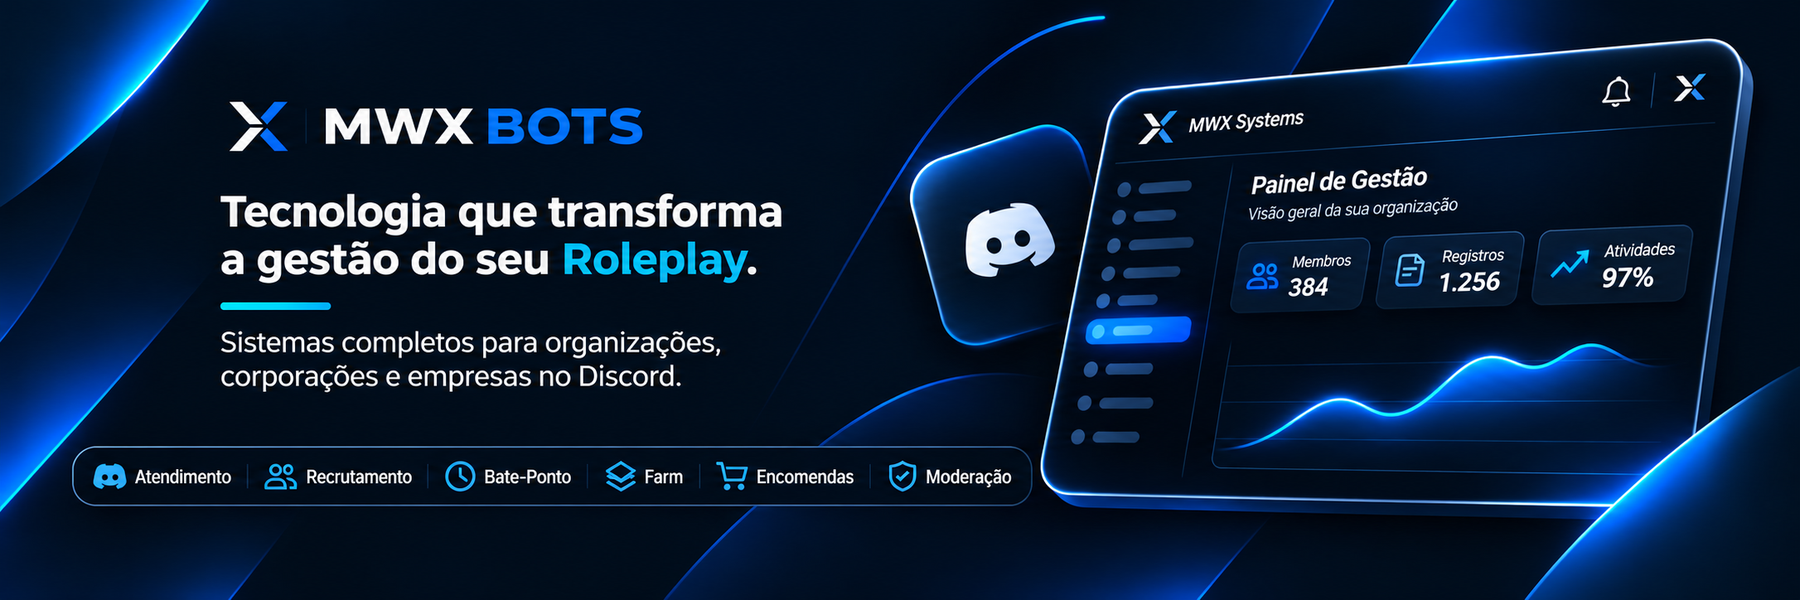 MWX BOTS
Tecnologia que transforma
a gestão do seu Roleplay.
Sistemas completos para organizações,
corporações e empresas no Discord.
Atendimento
Recrutamento
Bate-Ponto
Farm
Encomendas
Moderação
MWX Systems
Painel de Gestão
Visão geral da sua organização
Membros
384
Registros
1.256
Atividades
97%